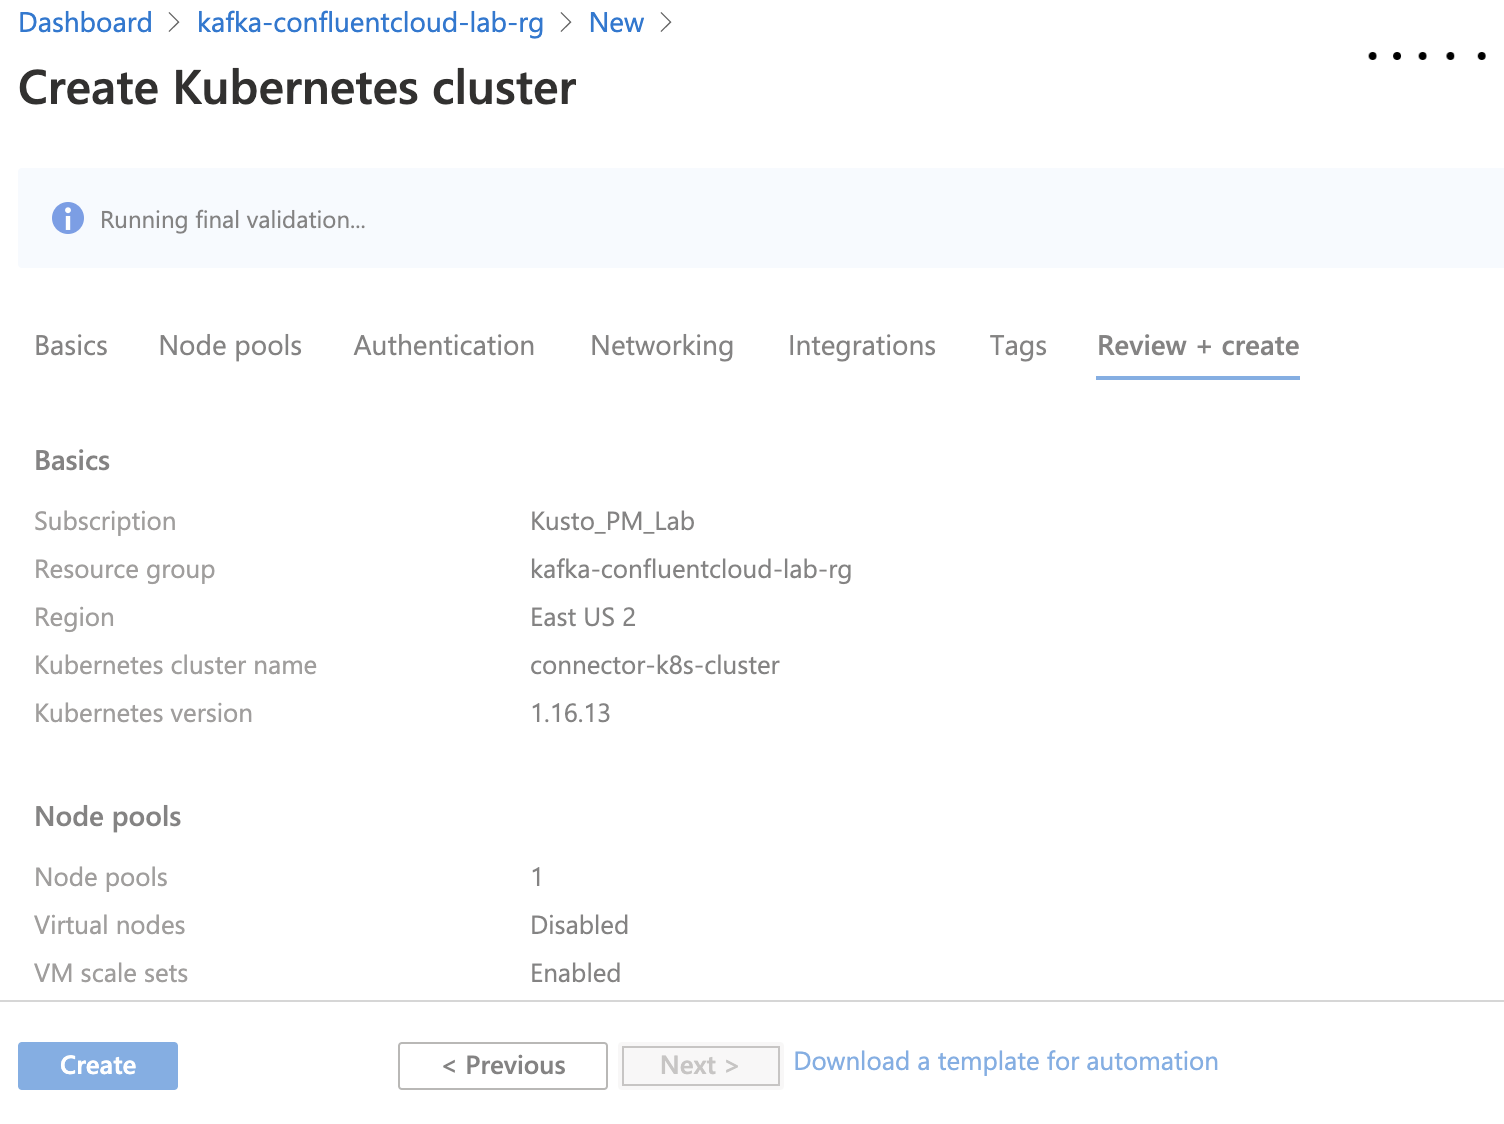 Dashboard > kafka-confluentcloud-lab-rg > New >
Create Kubernetes cluster
Running final validation...
Basics Node pools Authentication Networking Integrations Tags Review + create
Basics
Subscription Kusto_PM_Lab
Resource group kafka-confluentcloud-lab-rg
Region East US 2
Kubernetes cluster name connector-k8s-cluster
Kubernetes version 1.16.13
Node pools
Node pools 1
Virtual nodes Disabled
VM scale sets Enabled
Create < Previous Next > Download a template for automation